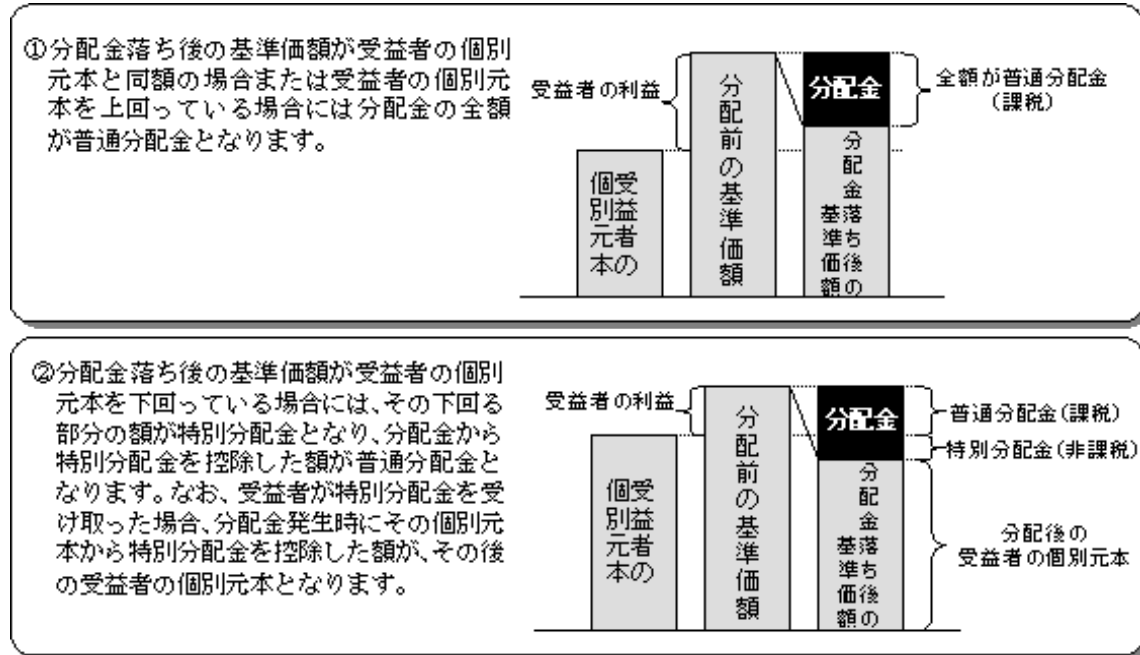 ①分配金落ち後の基準価額が受益者の個別
元本と同額の場合または受益者の個別元
本を上回っている場合には分配金の全額
が普通分配金となります。
受益者の利益
分配前の基準価額
分配金
全額が普通分配金
(課税)
受益者の
個別元本
分配金落ち後の
基準価額
②分配金落ち後の基準価額が受益者の個別
元本を下回っている場合には、その下回る
部分の額が特別分配金となり、分配金から
特別分配金を控除した額が普通分配金と
なります。なお、受益者が特別分配金を受
け取った場合、分配金発生時にその個別元
本から特別分配金を控除した額が、その後
の受益者の個別元本となります。
受益者の利益
分配前の基準価額
分配金
普通分配金(課税)
特別分配金(非課税)
受益者の
個別元本
分配金落ち後の
基準価額
分配後の
受益者の個別元本